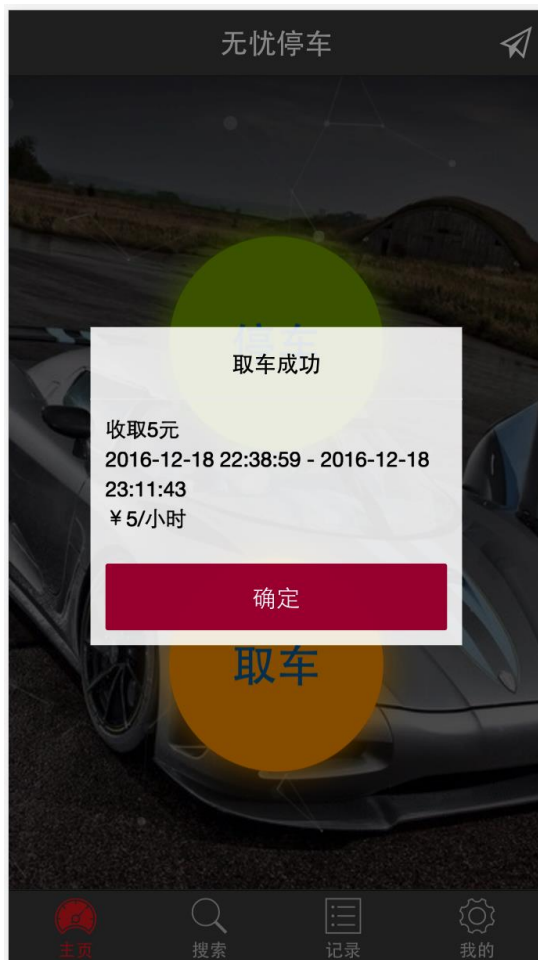 无忧停车
停车
取车成功
收取5元
2016-12-18 22:38:59 - 2016-12-18
23:11:43
￥5/小时
确定
取车
主页
搜索
记录
我的